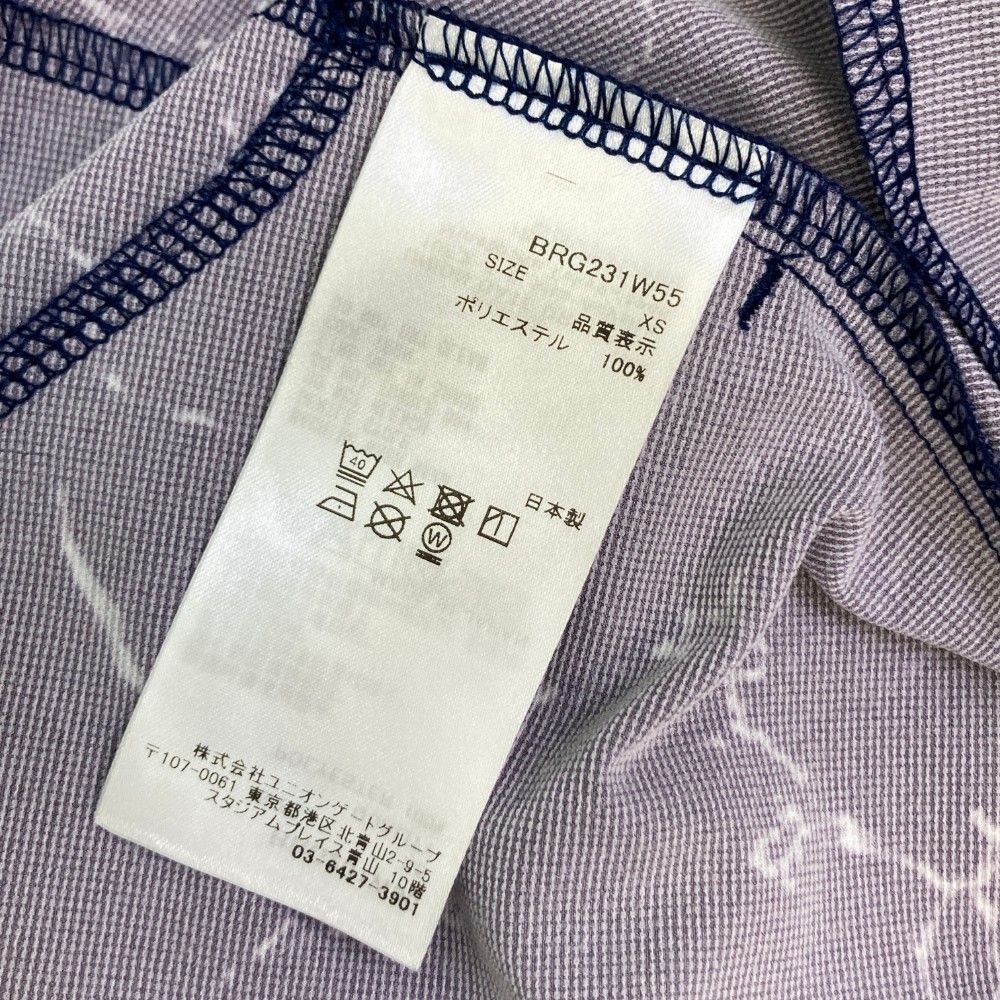 BRG231W55
SIZE XS
品質表示
ポリエステル 100%
40
W
日本製
株式会社ユニオンゲートグループ
〒107-0061 東京都港区北青山2-9-5
スタジアムプレイス青山 10階
03-6427-3901